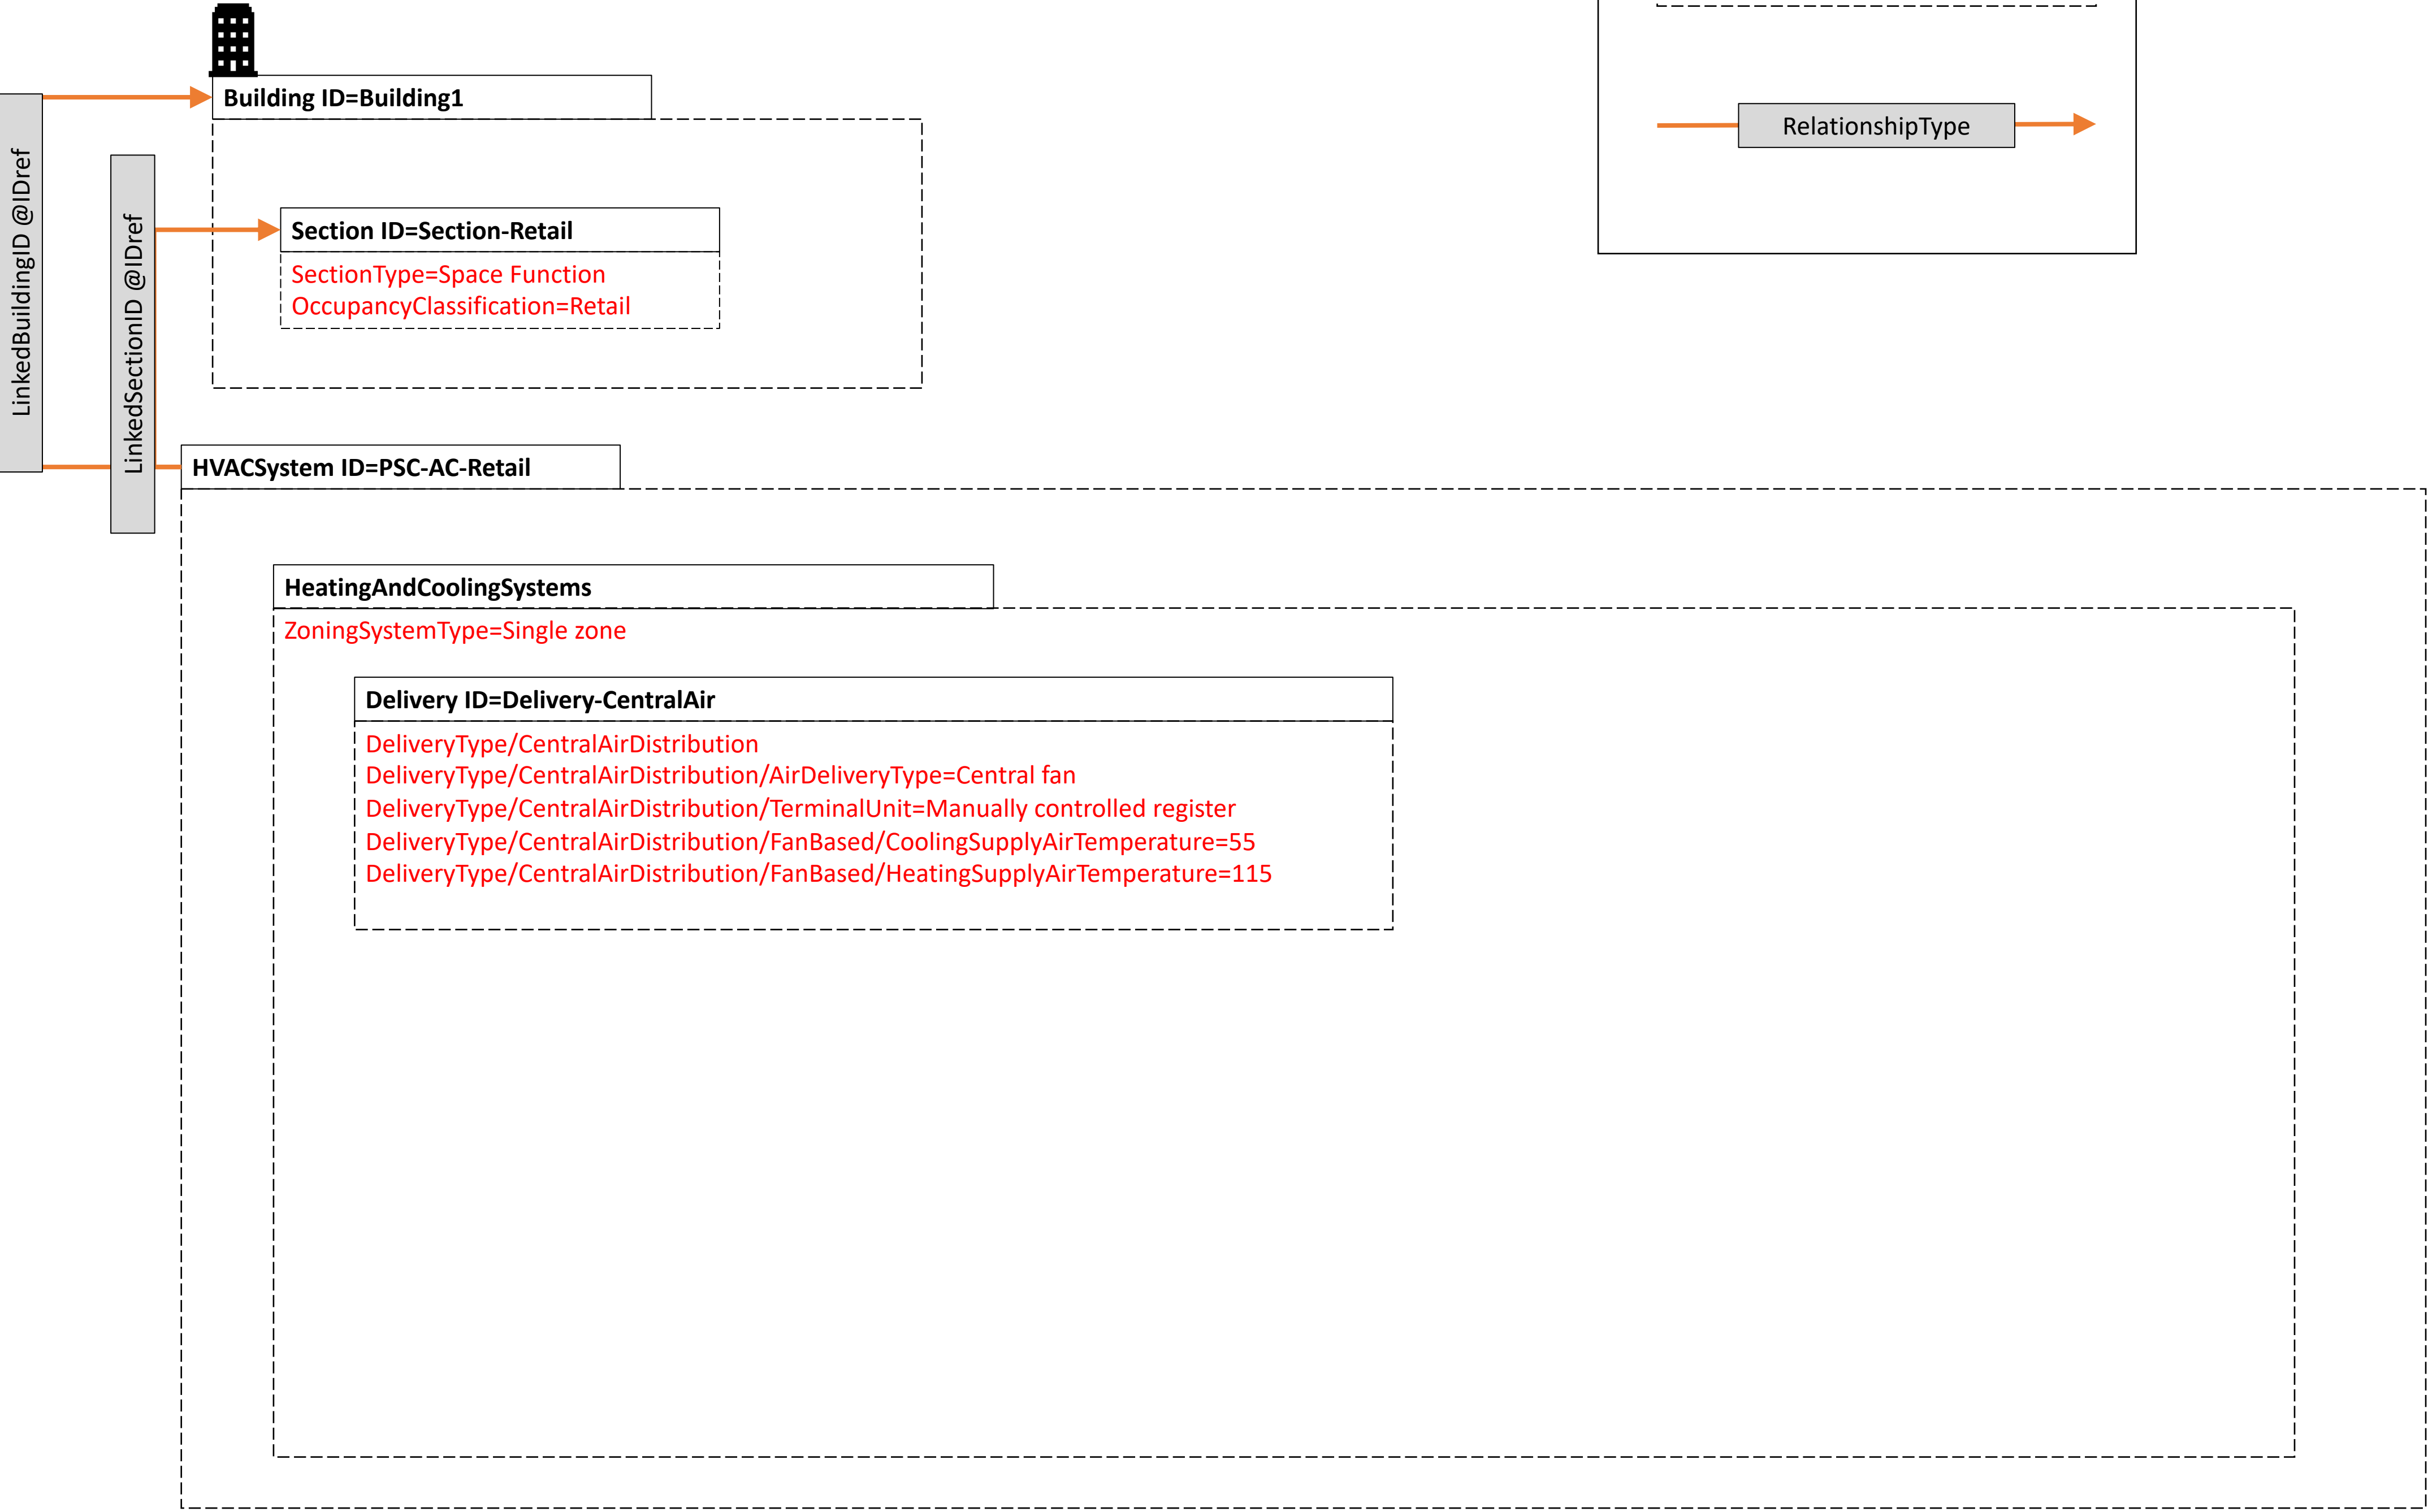 Building ID=Building1
RelationshipType
LinkedBuildingID @IDref
LinkedSectionID @IDref
Section ID=Section-Retail
SectionType=Space Function
OccupancyClassification=Retail
HVACSystem ID=PSC-AC-Retail
HeatingAndCoolingSystems
ZoningSystemType=Single zone
Delivery ID=Delivery-CentralAir
DeliveryType/CentralAirDistribution
DeliveryType/CentralAirDistribution/AirDeliveryType=Central fan
DeliveryType/CentralAirDistribution/TerminalUnit=Manually controlled register
DeliveryType/CentralAirDistribution/FanBased/CoolingSupplyAirTemperature=55
DeliveryType/CentralAirDistribution/FanBased/HeatingSupplyAirTemperature=115